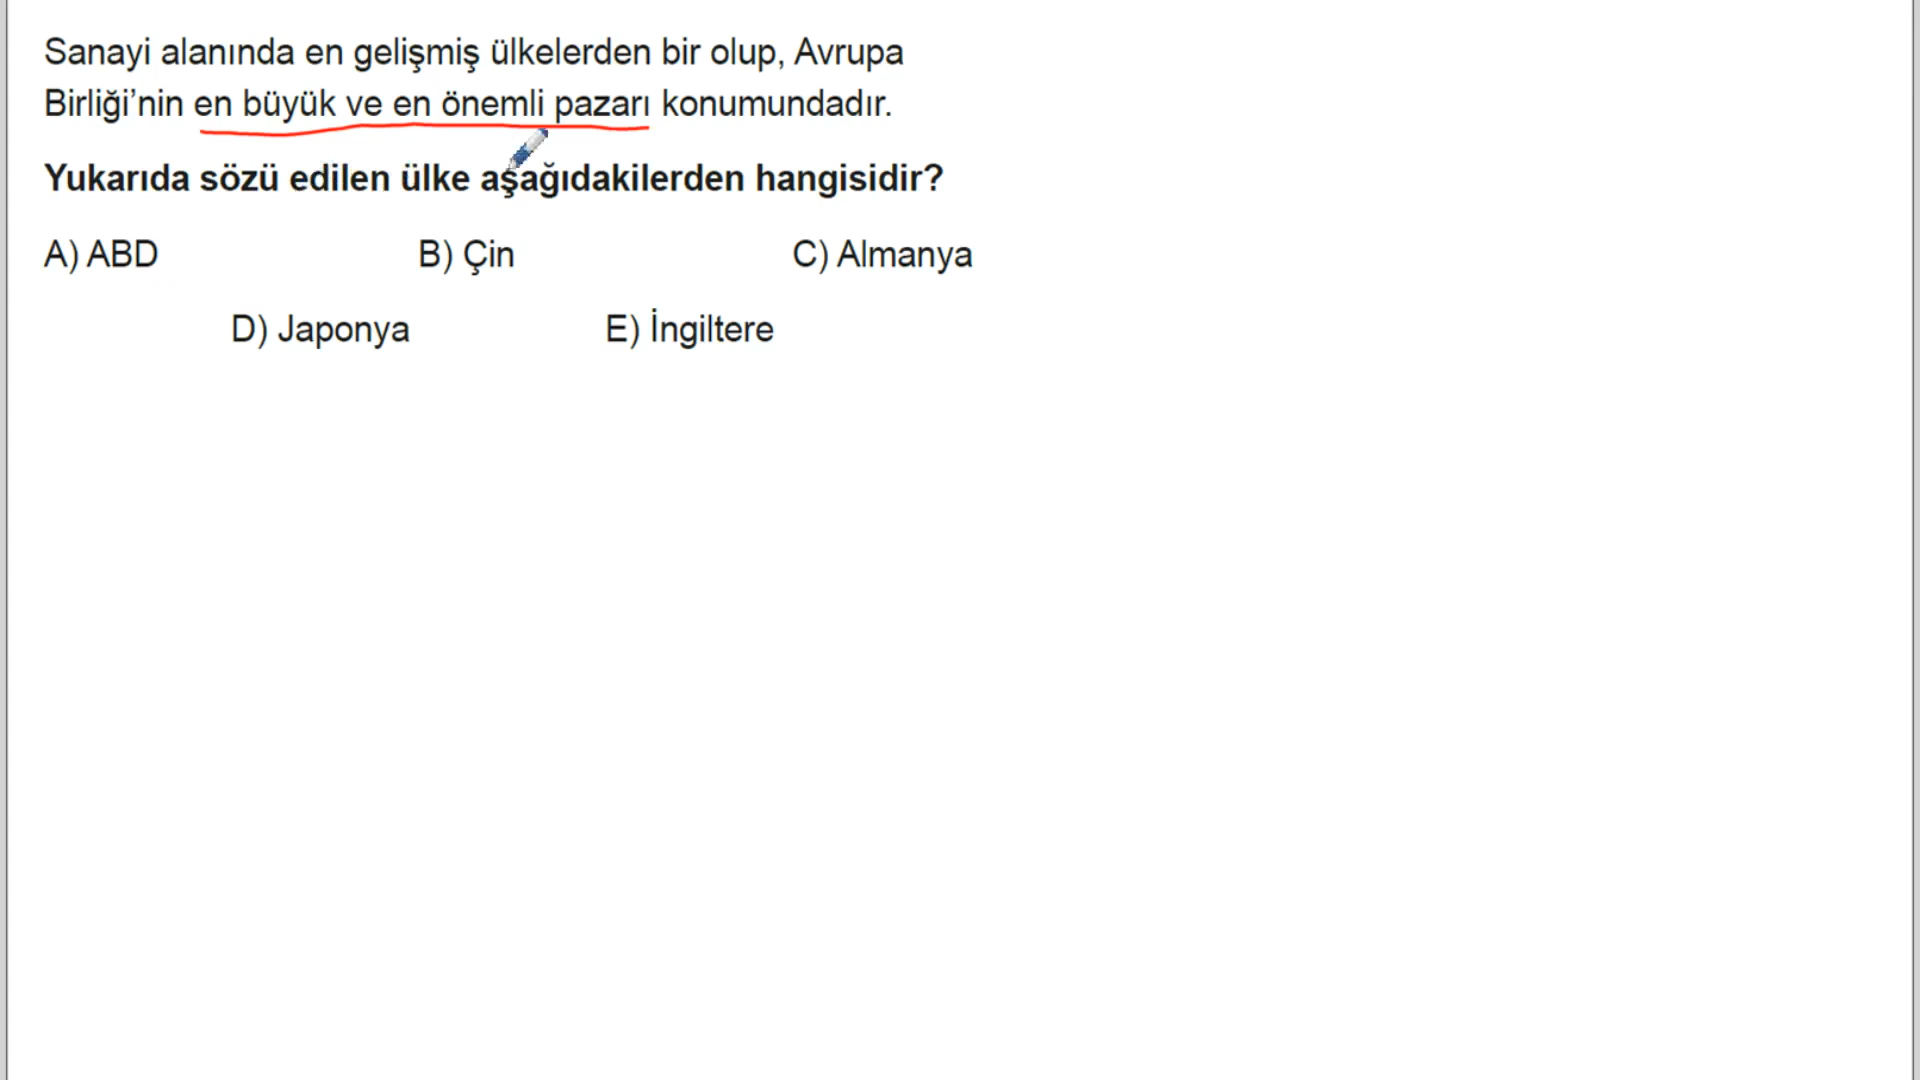 Sanayi alanında en gelişmiş ülkelerden bir olup, Avrupa
Birliği’nin en büyük ve en önemli pazarı konumundadır.
Yukarıda sözü edilen ülke aşağıdakilerden hangisidir?
A) ABD B) Çin C) Almanya
D) Japonya E) İngiltere